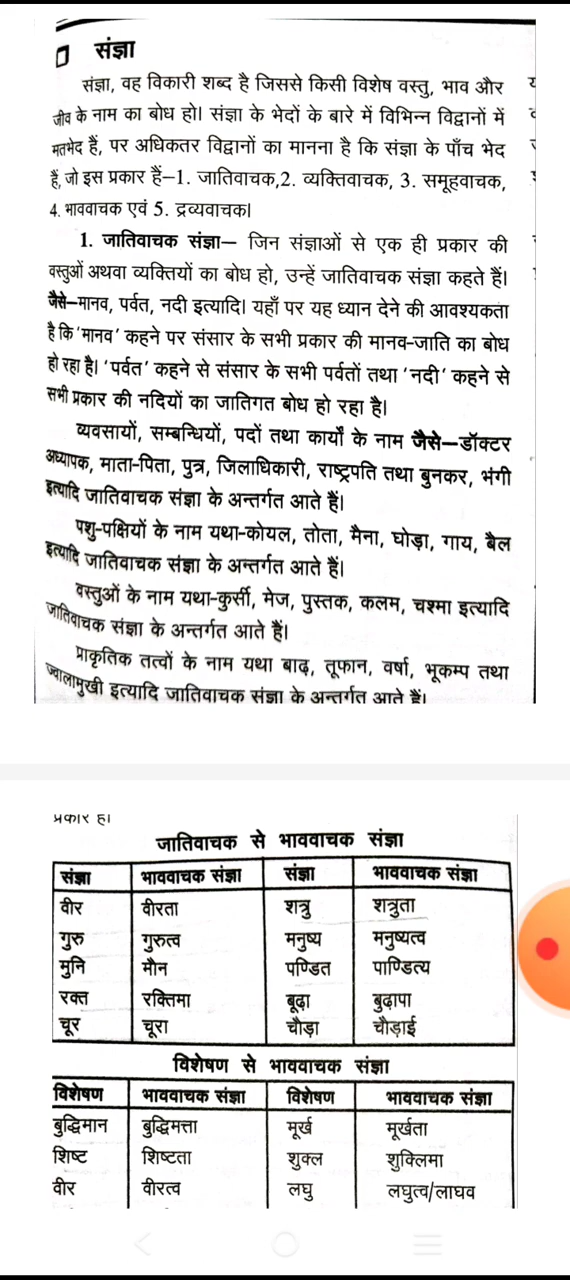 संज्ञा
संज्ञा, वह विकारी शब्द है जिससे किसी विशेष वस्तु, भाव और
जीव के नाम का बोध हो। संज्ञा के भेदों के बारे में विभिन्न विद्वानों में
मतभेद हैं, पर अधिकतर विद्वानों का मानना है कि संज्ञा के पाँच भेद
हैं, जो इस प्रकार हैं–1. जातिवाचक,2. व्यक्तिवाचक, 3. समूहवाचक,
4. भाववाचक एवं 5. द्रव्यवाचक।
1. जातिवाचक संज्ञा— जिन संज्ञाओं से एक ही प्रकार की
वस्तुओं अथवा व्यक्तियों का बोध हो, उन्हें जातिवाचक संज्ञा कहते हैं।
जैसे–मानव, पर्वत, नदी इत्यादि। यहाँ पर यह ध्यान देने की आवश्यकता
है कि 'मानव' कहने पर संसार के सभी प्रकार की मानव-जाति का बोध
हो रहा है। 'पर्वत' कहने से संसार के सभी पर्वतों तथा 'नदी' कहने से
सभी प्रकार की नदियों का जातिगत बोध हो रहा है।
व्यवसायों, सम्बन्धियों, पदों तथा कार्यों के नाम जैसे—डॉक्टर
अध्यापक, माता-पिता, पुत्र, जिलाधिकारी, राष्ट्रपति तथा बुनकर, भंगी
इत्यादि जातिवाचक संज्ञा के अन्तर्गत आते हैं।
पशु-पक्षियों के नाम यथा-कोयल, तोता, मैना, घोड़ा, गाय, बैल
इत्यादि जातिवाचक संज्ञा के अन्तर्गत आते हैं।
वस्तुओं के नाम यथा-कुर्सी, मेज, पुस्तक, कलम, चश्मा इत्यादि
जातिवाचक संज्ञा के अन्तर्गत आते हैं।
प्राकृतिक तत्वों के नाम यथा बाढ़, तूफान, वर्षा, भूकम्प तथा
ज्वालामुखी इत्यादि जातिवाचक संज्ञा के अन्तर्गत आते हैं।
प्रकार है।
जातिवाचक से भाववाचक संज्ञा
संज्ञा भाववाचक संज्ञा संज्ञा भाववाचक संज्ञा
वीर वीरता शत्रु शत्रुता
गुरु गुरुत्व मनुष्य मनुष्यत्व
मुनि मौन पण्डित पाण्डित्य
रक्त रक्तिमा बूढ़ा बुढ़ापा
चूर चूरा चौड़ा चौड़ाई
विशेषण से भाववाचक संज्ञा
विशेषण भाववाचक संज्ञा विशेषण भाववाचक संज्ञा
बुद्धिमान बुद्धिमत्ता मूर्ख मूर्खता
शिष्ट शिष्टता शुक्ल शुक्लिमा
वीर वीरत्व लघु लघुत्व/लाघव